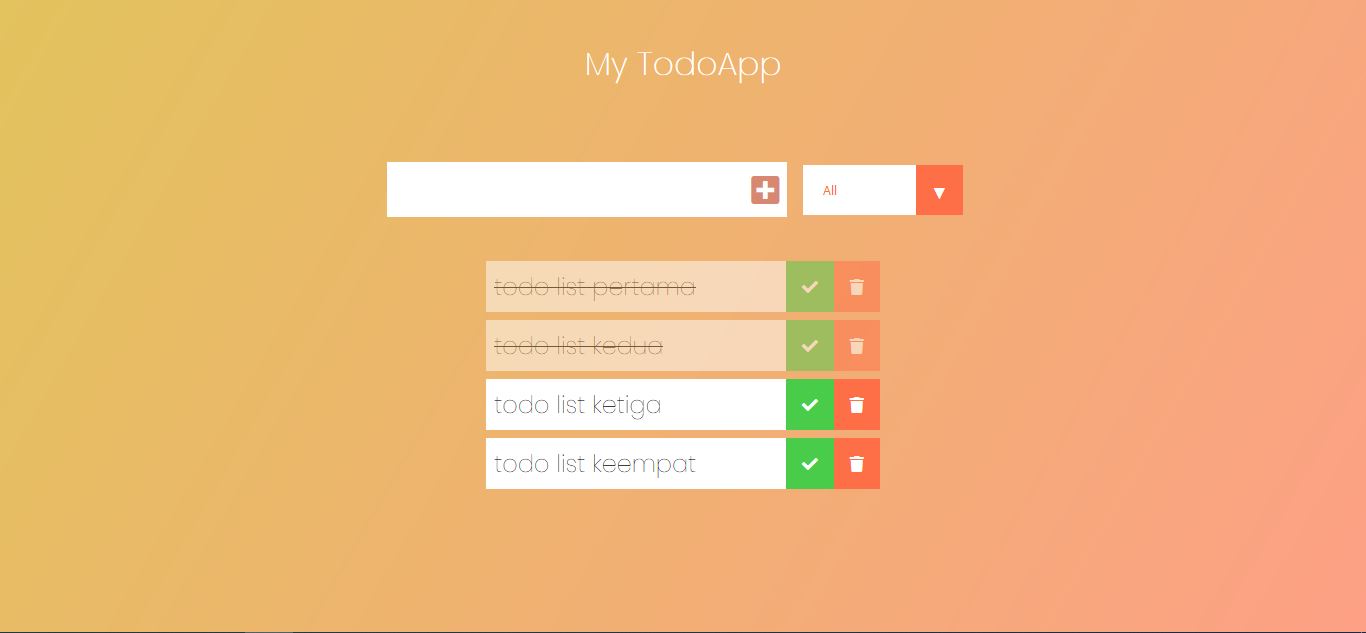 My TodoApp
All
todo list pertama
todo list kedua
todo list ketiga
todo list keempat